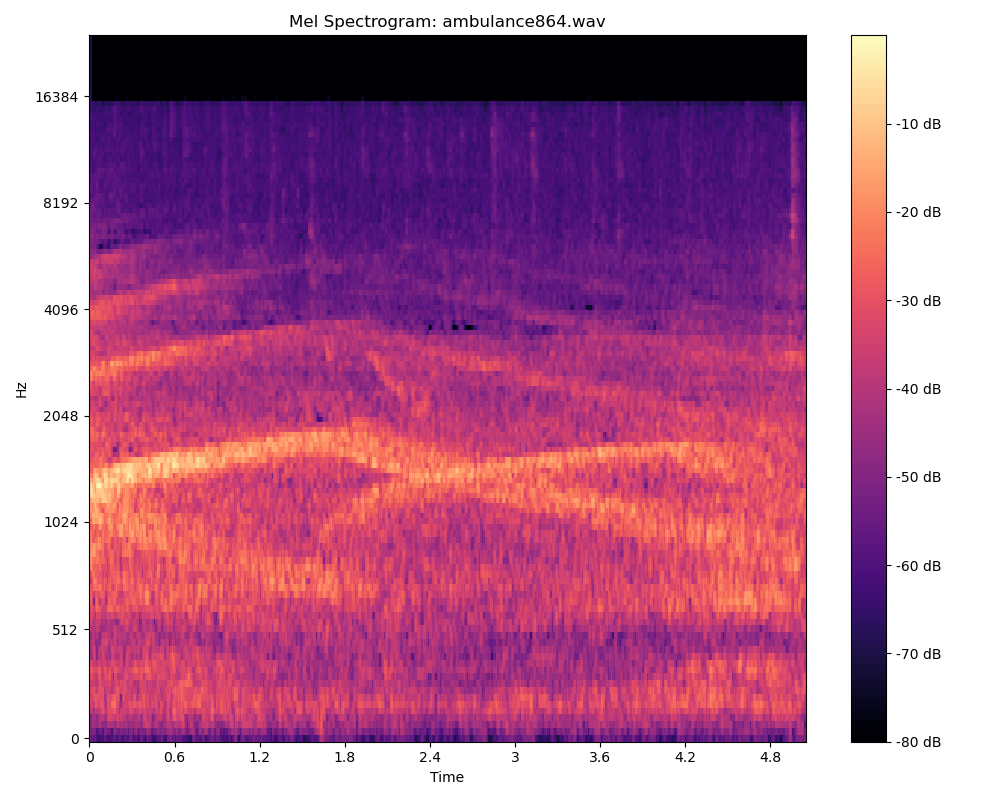 Mel Spectrogram: ambulance864.wav
16384
8192
4096
2048
1024
512
0
Hz
0 0.6 1.2 1.8 2.4 3 3.6 4.2 4.8
Time
-10 dB
-20 dB
-30 dB
-40 dB
-50 dB
-60 dB
-70 dB
-80 dB